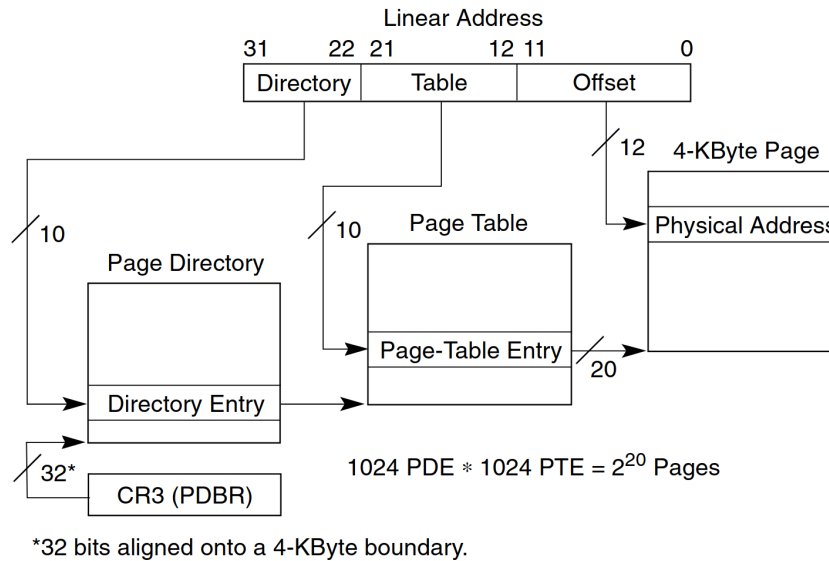 Linear Address
31 22 21 12 11 0
Directory Table Offset
12
4-KByte Page
10
10
Page Table
Physical Address
Page Directory
Page-Table Entry
20
Directory Entry
32*
1024 PDE * 1024 PTE = 2^20 Pages
CR3 (PDBR)
*32 bits aligned onto a 4-KByte boundary.